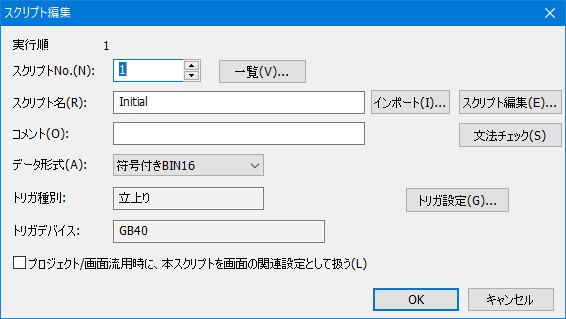 スクリプト編集
実行順 1
スクリプトNo.(N): 1 一覧(V)...
スクリプト名(R): Initial インポート(I)... スクリプト編集(E)...
コメント(O): 文法チェック(S)
データ形式(A): 符号付きBIN16
トリガ種別: 立上り トリガ設定(G)...
トリガデバイス: GB40
プロジェクト/画面流用時に、本スクリプトを画面の関連設定として扱う(L)
OK キャンセル